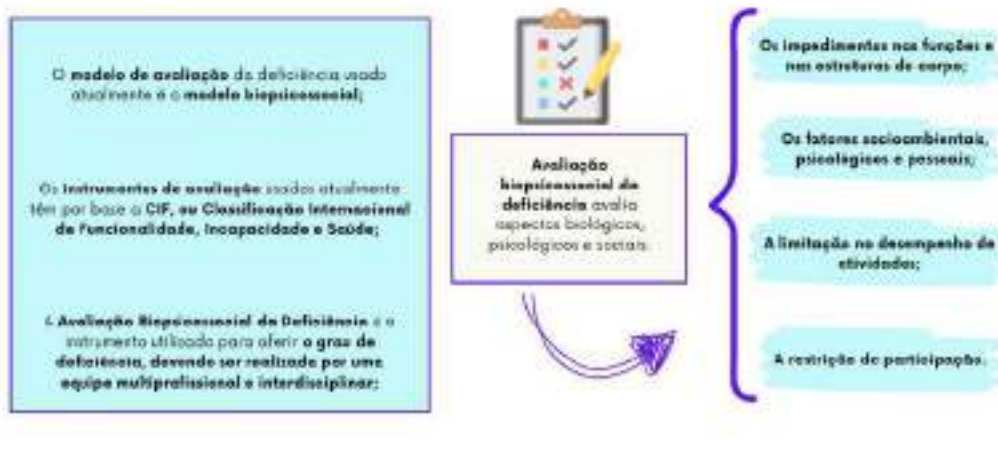 O modelo de avaliação da deficiência usado
atualmente é o modelo biopsicossocial;
Os instrumentos de avaliação usados atualmente
têm por base a CIF, ou Classificação Internacional
de Funcionalidade, Incapacidade e Saúde;
A Avaliação Biopsicossocial da Deficiência é o
instrumento utilizado para aferir o grau de
deficiência, devendo ser realizada por uma
equipe multiprofissional e interdisciplinar;
Avaliação
biopsicossocial da
deficiência avalia
aspectos biológicos,
psicológicos e sociais.
Os impedimentos nas funções e
nas estruturas do corpo;
Os fatores socioambientais,
psicológicos e pessoais;
A limitação no desempenho de
atividades;
A restrição de participação.